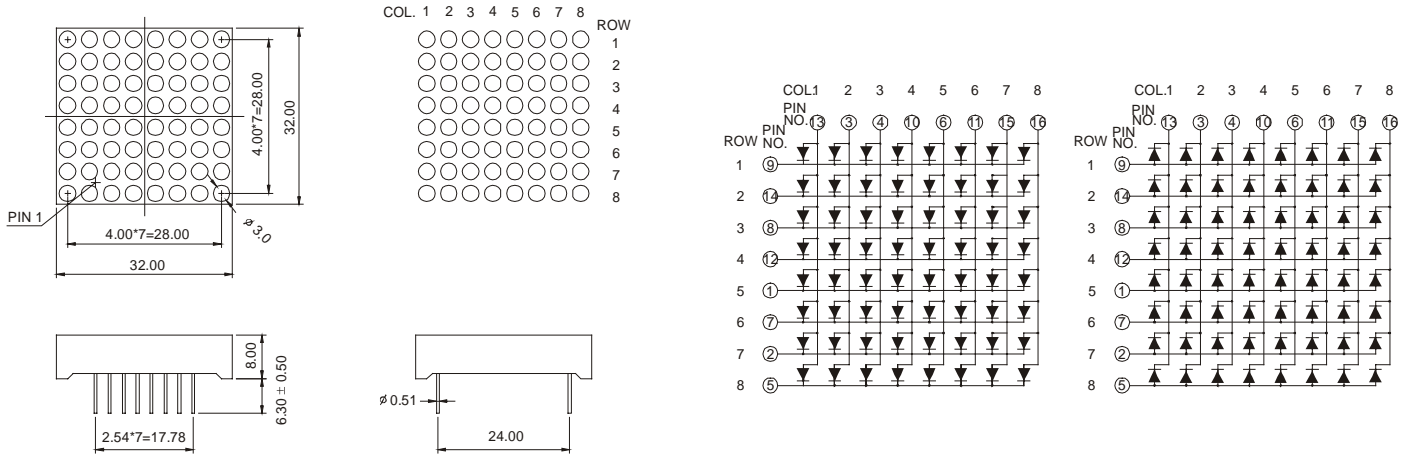 COL. 1 2 3 4 5 6 7 8
ROW
1
2
3
4
5
6
7
8
4.00*7=28.00
32.00
PIN 1
ø3.0
4.00*7=28.00
32.00
8.00
6.30 ± 0.50
2.54*7=17.78
ø0.51
24.00
COL.1 2 3 4 5 6 7 8
PIN NO. 13 3 4 10 6 11 15 16
ROW PIN NO.
1 9
2 14
3 8
4 12
5 1
6 7
7 2
8 5
COL.1 2 3 4 5 6 7 8
PIN NO. 13 3 4 10 6 11 15 16
ROW PIN NO.
1 9
2 14
3 8
4 12
5 1
6 7
7 2
8 5